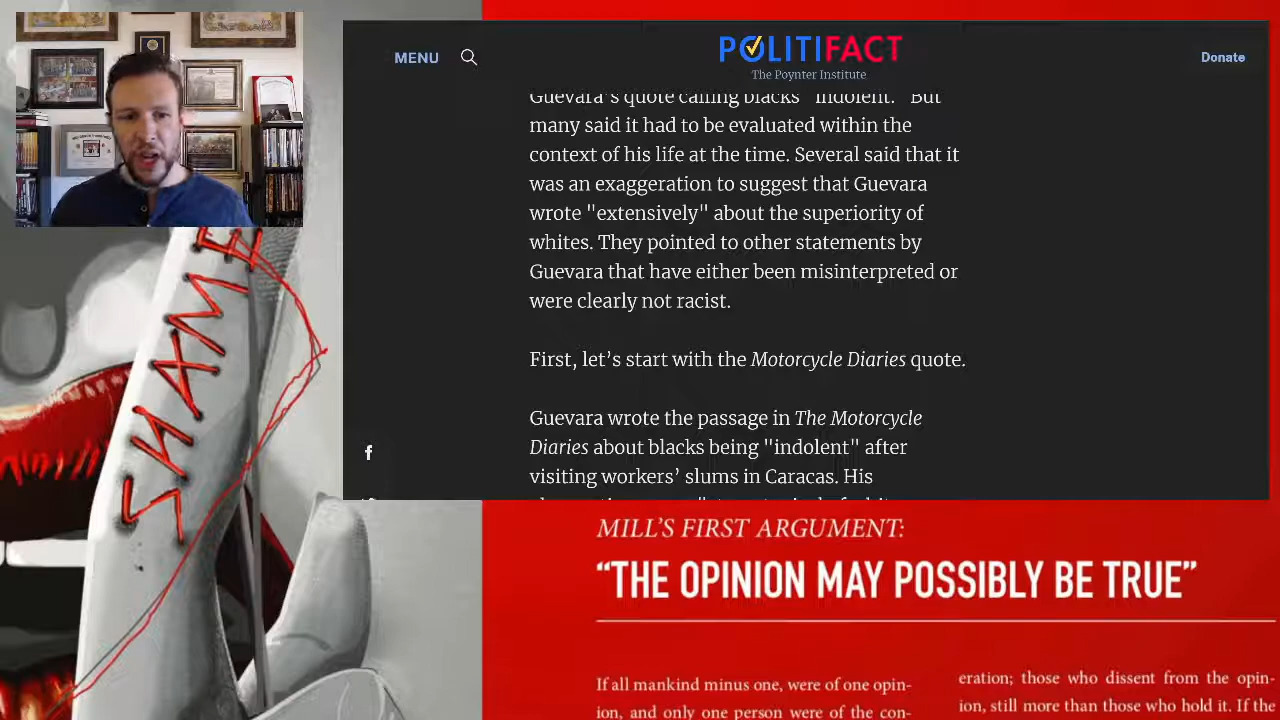 MENU
POLITIFACT
The Poynter Institute
Donate
Guevara's quote calling blacks "indolent." But
many said it had to be evaluated within the
context of his life at the time. Several said that it
was an exaggeration to suggest that Guevara
wrote "extensively" about the superiority of
whites. They pointed to other statements by
Guevara that have either been misinterpreted or
were clearly not racist.
First, let's start with the Motorcycle Diaries quote.
Guevara wrote the passage in The Motorcycle
Diaries about blacks being "indolent" after
visiting workers' slums in Caracas. His
f
SHAME
MILL'S FIRST ARGUMENT:
“THE OPINION MAY POSSIBLY BE TRUE”
If all mankind minus one, were of one opin-
ion, and only one person were of the con-
eration; those who dissent from the opin-
ion, still more than those who hold it. If the